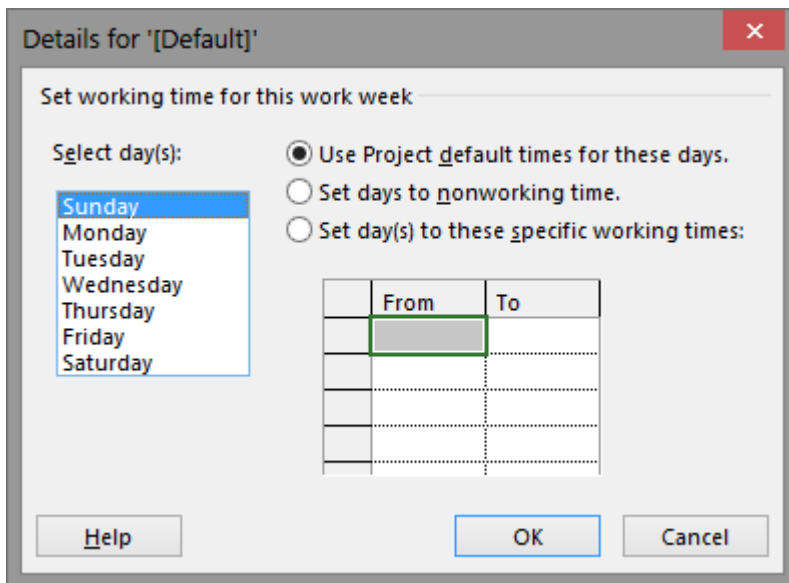 Details for '[Default]'
Set working time for this work week
Select day(s):
Use Project default times for these days.
Set days to nonworking time.
Set day(s) to these specific working times:
Sunday
Monday
Tuesday
Wednesday
Thursday
Friday
Saturday
From To
Help OK Cancel